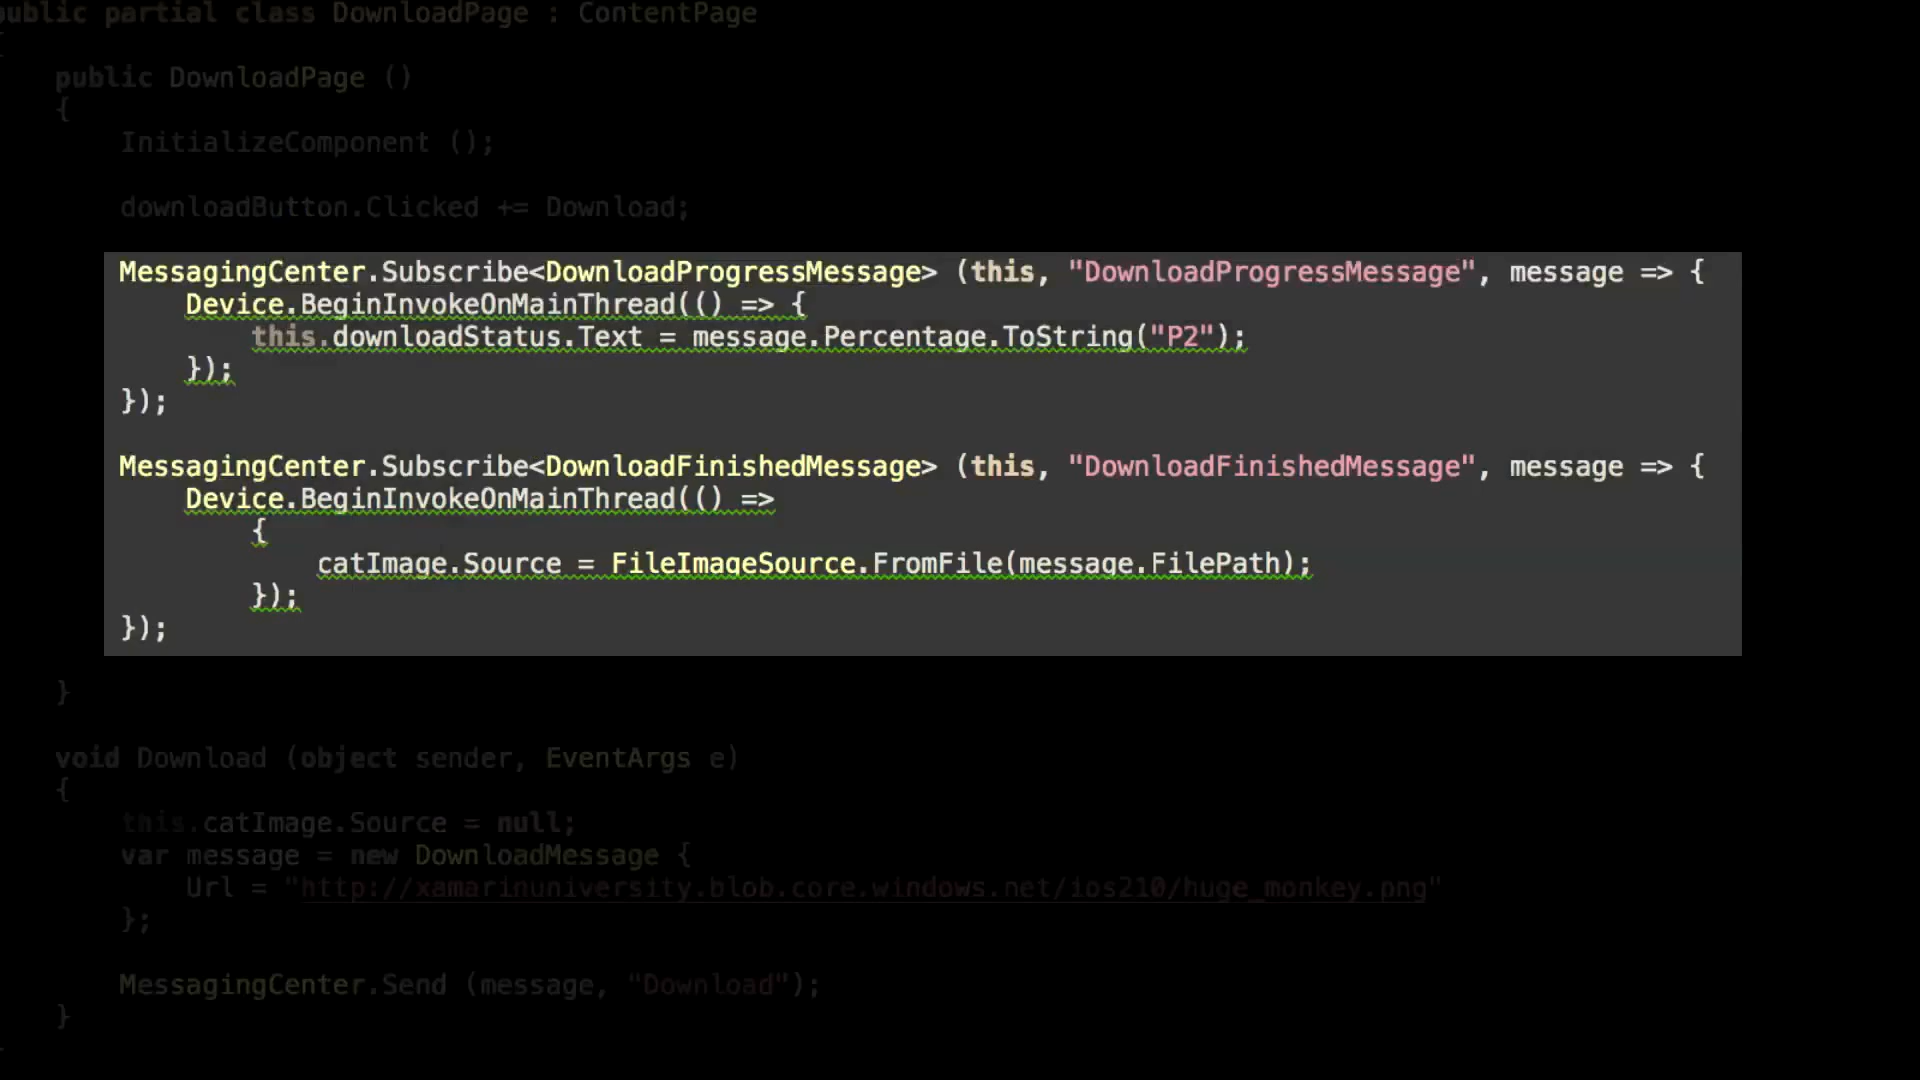 public partial class DownloadPage : ContentPage
{
public DownloadPage ()
{
InitializeComponent ();
downloadButton.Clicked += Download;
MessagingCenter.Subscribe<DownloadProgressMessage> (this, "DownloadProgressMessage", message => {
Device.BeginInvokeOnMainThread(() => {
this.downloadStatus.Text = message.Percentage.ToString("P2");
});
});
MessagingCenter.Subscribe<DownloadFinishedMessage> (this, "DownloadFinishedMessage", message => {
Device.BeginInvokeOnMainThread(() =>
{
catImage.Source = FileImageSource.FromFile(message.FilePath);
});
});
}
void Download (object sender, EventArgs e)
{
this.catImage.Source = null;
var message = new DownloadMessage {
Url = "http://xamarinuniversity.blob.core.windows.net/ios210/huge_monkey.png"
};
MessagingCenter.Send (message, "Download");
}